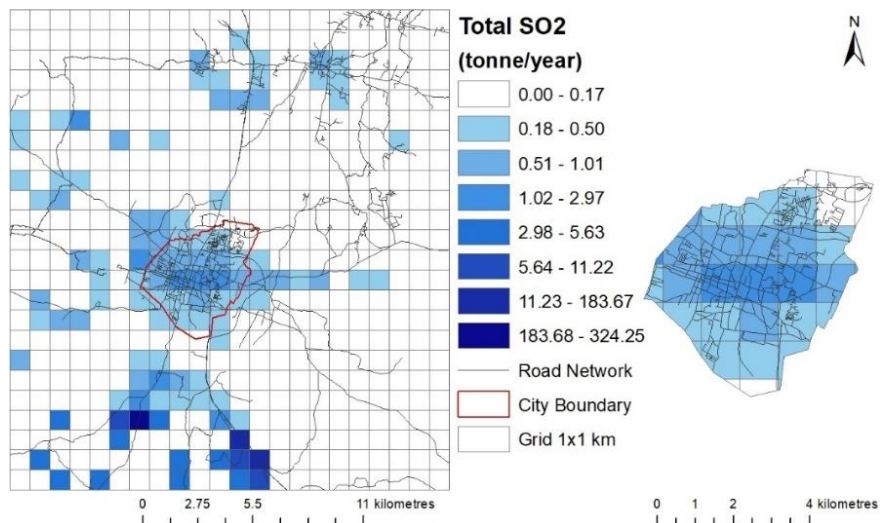 Total SO2
(tonne/year)
0.00 - 0.17
0.18 - 0.50
0.51 - 1.01
1.02 - 2.97
2.98 - 5.63
5.64 - 11.22
11.23 - 183.67
183.68 - 324.25
Road Network
City Boundary
Grid 1x1 km
N
0 2.75 5.5 11 kilometres
0 1 2 4 kilometres